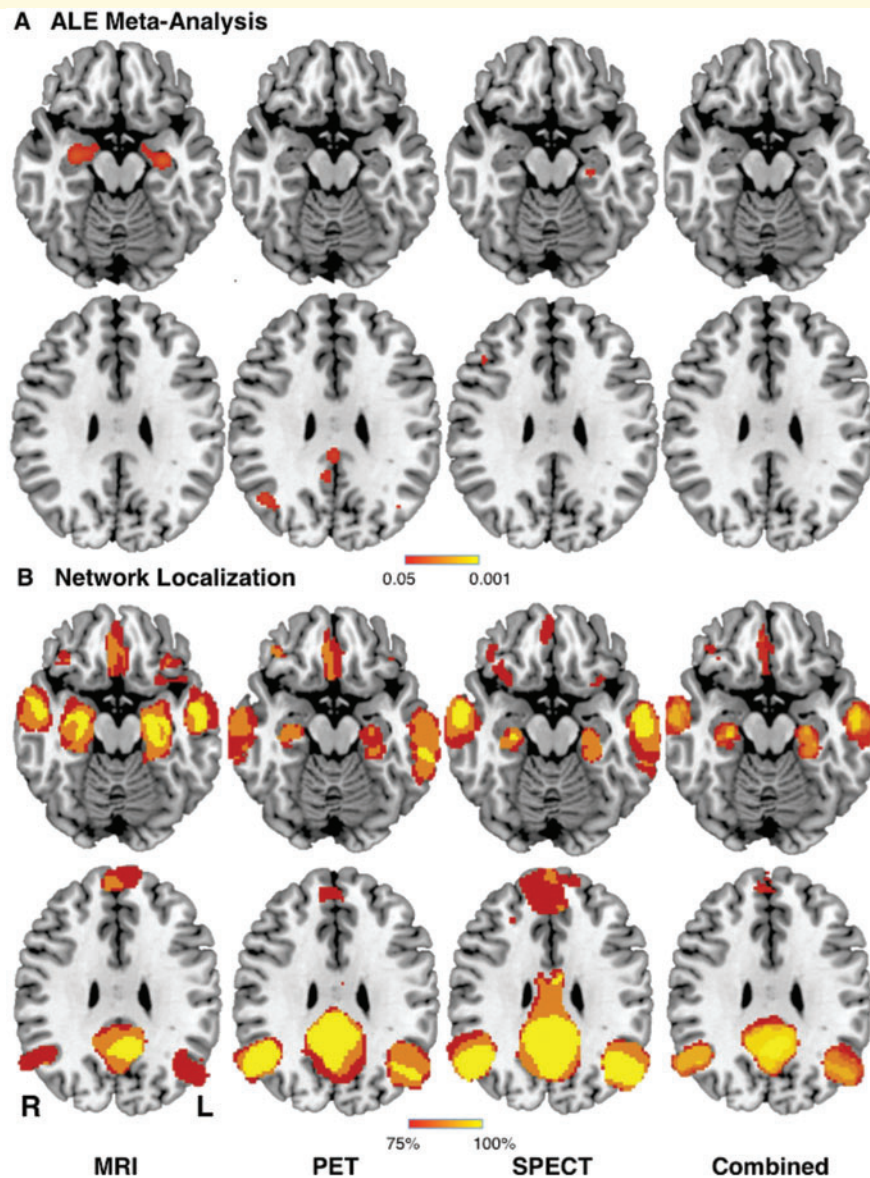 A ALE Meta-Analysis
0.05 0.001
B Network Localization
R L
75% 100%
MRI PET SPECT Combined